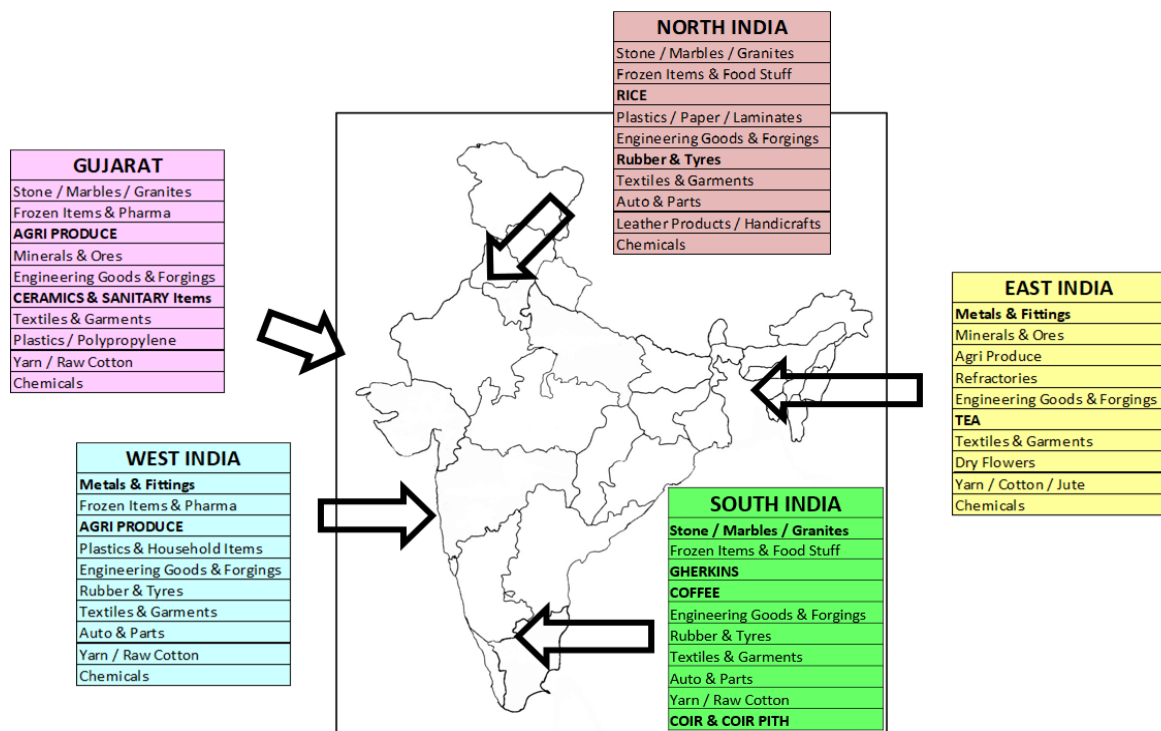 NORTH INDIA
Stone / Marbles / Granites
Frozen Items & Food Stuff
RICE
Plastics / Paper / Laminates
Engineering Goods & Forgings
Rubber & Tyres
Textiles & Garments
Auto & Parts
Leather Products / Handicrafts
Chemicals
GUJARAT
Stone / Marbles / Granites
Frozen Items & Pharma
AGRI PRODUCE
Minerals & Ores
Engineering Goods & Forgings
CERAMICS & SANITARY Items
Textiles & Garments
Plastics / Polypropylene
Yarn / Raw Cotton
Chemicals
EAST INDIA
Metals & Fittings
Minerals & Ores
Agri Produce
Refractories
Engineering Goods & Forgings
TEA
Textiles & Garments
Dry Flowers
Yarn / Cotton / Jute
Chemicals
WEST INDIA
Metals & Fittings
Frozen Items & Pharma
AGRI PRODUCE
Plastics & Household Items
Engineering Goods & Forgings
Rubber & Tyres
Textiles & Garments
Auto & Parts
Yarn / Raw Cotton
Chemicals
SOUTH INDIA
Stone / Marbles / Granites
Frozen Items & Food Stuff
GHERKINS
COFFEE
Engineering Goods & Forgings
Rubber & Tyres
Textiles & Garments
Auto & Parts
Yarn / Raw Cotton
COIR & COIR PITH